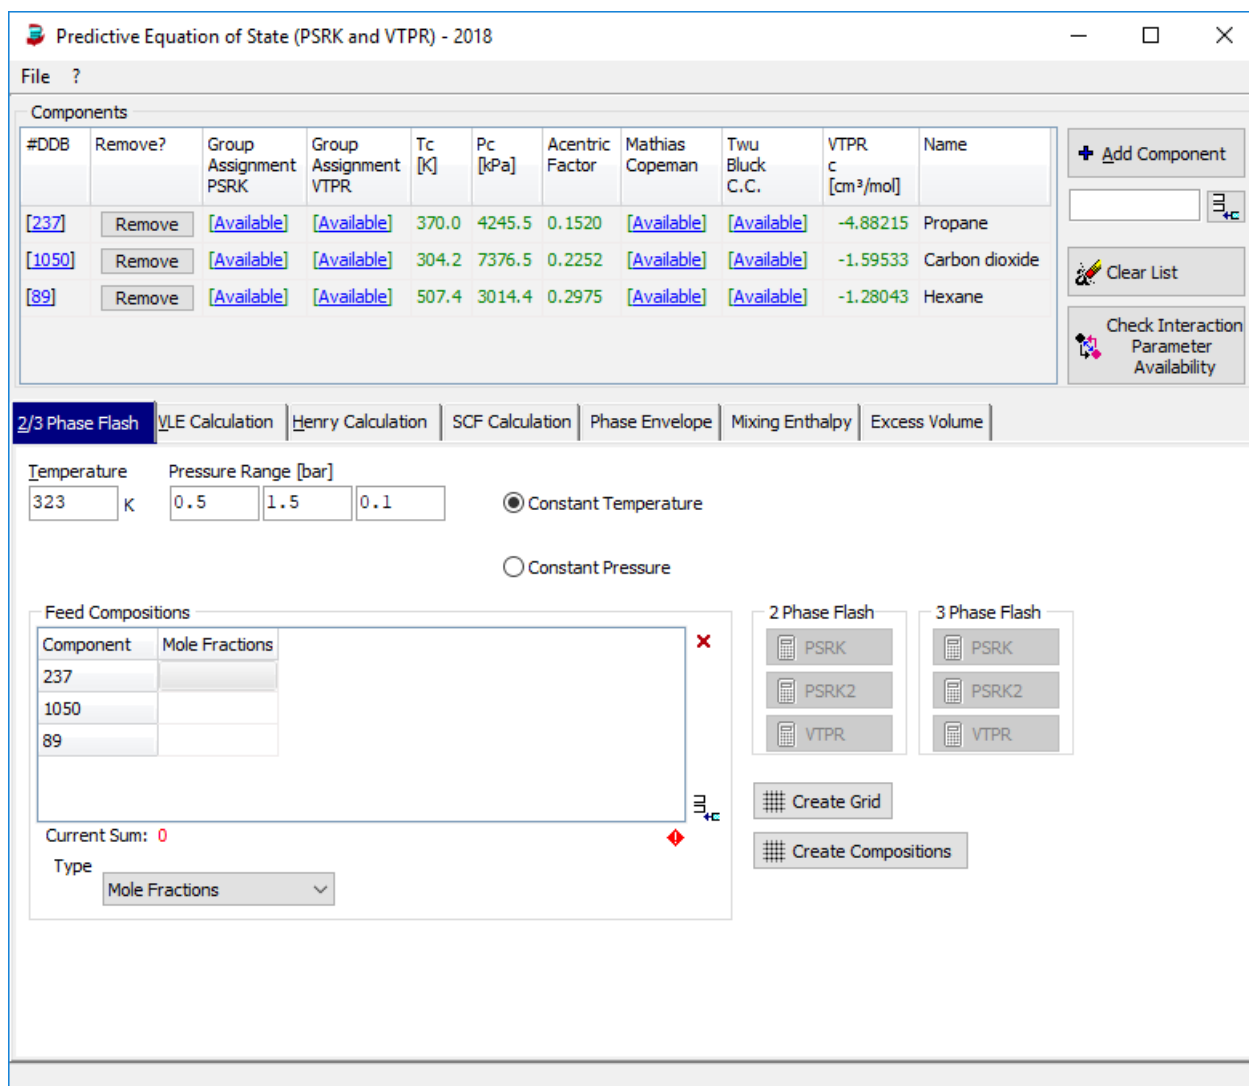 Predictive Equation of State (PSRK and VTPR) - 2018
File ?
Components
#DDB Remove? Group Assignment PSRK Group Assignment VTPR Tc [K] Pc [kPa] Acentric Factor Mathias Copeman Twu Bluck C.C. VTPR c [cm³/mol] Name
[237] Remove [Available] [Available] 370.0 4245.5 0.1520 [Available] [Available] -4.88215 Propane
[1050] Remove [Available] [Available] 304.2 7376.5 0.2252 [Available] [Available] -1.59533 Carbon dioxide
[89] Remove [Available] [Available] 507.4 3014.4 0.2975 [Available] [Available] -1.28043 Hexane
Add Component
Clear List
Check Interaction
Parameter
Availability
2/3 Phase Flash VLE Calculation Henry Calculation SCF Calculation Phase Envelope Mixing Enthalpy Excess Volume
Temperature Pressure Range [bar]
323 K 0.5 1.5 0.1 Constant Temperature
Constant Pressure
Feed Compositions
Component Mole Fractions
237
1050
89
Current Sum: 0
Type
Mole Fractions
2 Phase Flash
PSRK
PSRK2
VTPR
3 Phase Flash
PSRK
PSRK2
VTPR
Create Grid
Create Compositions